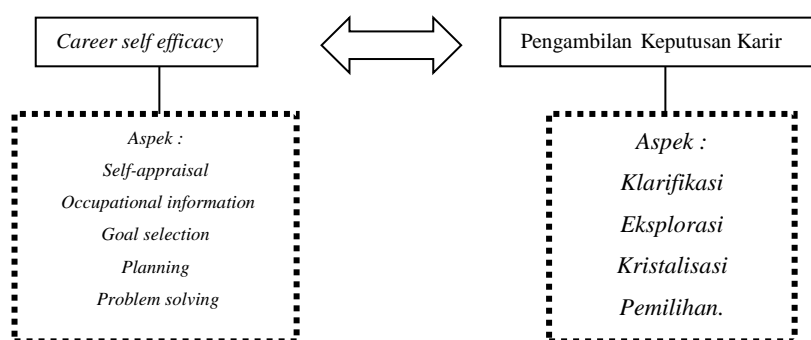 Career self efficacy
Pengambilan Keputusan Karir
Aspek :
Self-appraisal
Occupational information
Goal selection
Planning
Problem solving
Aspek :
Klarifikasi
Eksplorasi
Kristalisasi
Pemilihan.